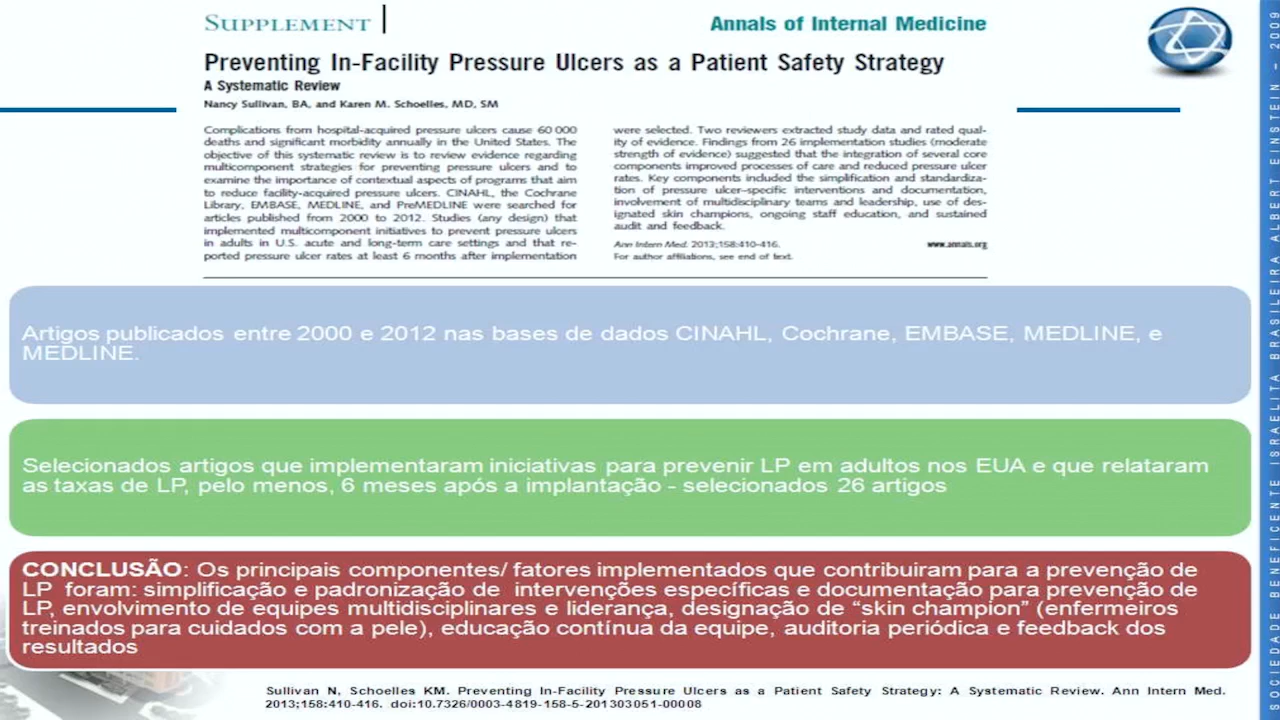 SUPPLEMENT
Annals of Internal Medicine
Preventing In-Facility Pressure Ulcers as a Patient Safety Strategy
A Systematic Review
Nancy Sullivan, BA, and Karen M. Schoelles, MD, SM
Complications from hospital-acquired pressure ulcers cause 60 000
deaths and significant morbidity annually in the United States. The
objective of this systematic review is to review evidence regarding
multicomponent strategies for preventing pressure ulcers and to
examine the importance of contextual aspects of programs that aim
to reduce facility-acquired pressure ulcers. CINAHL, the Cochrane
Library, EMBASE, MEDLINE, and PreMEDLINE were searched for
articles published from 2000 to 2012. Studies (any design) that
implemented multicomponent initiatives to prevent pressure ulcers
in adults in U.S. acute and long-term care settings and that re-
ported pressure ulcer rates at least 6 months after implementation
were selected. Two reviewers extracted study data and rated qual-
ity of evidence. Findings from 26 implementation studies (moderate
strength of evidence) suggested that the integration of several core
components improved processes of care and reduced pressure ulcer
rates. Key components included the simplification and standardiza-
tion of pressure ulcer–specific interventions and documentation,
involvement of multidisciplinary teams and leadership, use of des-
ignated skin champions, ongoing staff education, and sustained
audit and feedback.
Ann Intern Med. 2013;158:410-416.
www.annals.org
For author affiliations, see end of text.
Artigos publicados entre 2000 e 2012 nas bases de dados CINAHL, Cochrane, EMBASE, MEDLINE, e
MEDLINE.
Selecionados artigos que implementaram iniciativas para prevenir LP em adultos nos EUA e que relataram
as taxas de LP, pelo menos, 6 meses após a implantação - selecionados 26 artigos
CONCLUSÃO: Os principais componentes/ fatores implementados que contribuiram para a prevenção de
LP foram: simplificação e padronização de intervenções específicas e documentação para prevenção de
LP, envolvimento de equipes multidisciplinares e liderança, designação de “skin champion” (enfermeiros
treinados para cuidados com a pele), educação contínua da equipe, auditoria periódica e feedback dos
resultados
Sullivan N, Schoelles KM. Preventing In-Facility Pressure Ulcers as a Patient Safety Strategy: A Systematic Review. Ann Intern Med.
2013;158:410-416. doi:10.7326/0003-4819-158-5-201303051-00008
SOCIEDADE BENEFICENTE ISRAELITA BRASILEIRA ALBERT EINSTEIN - 2009